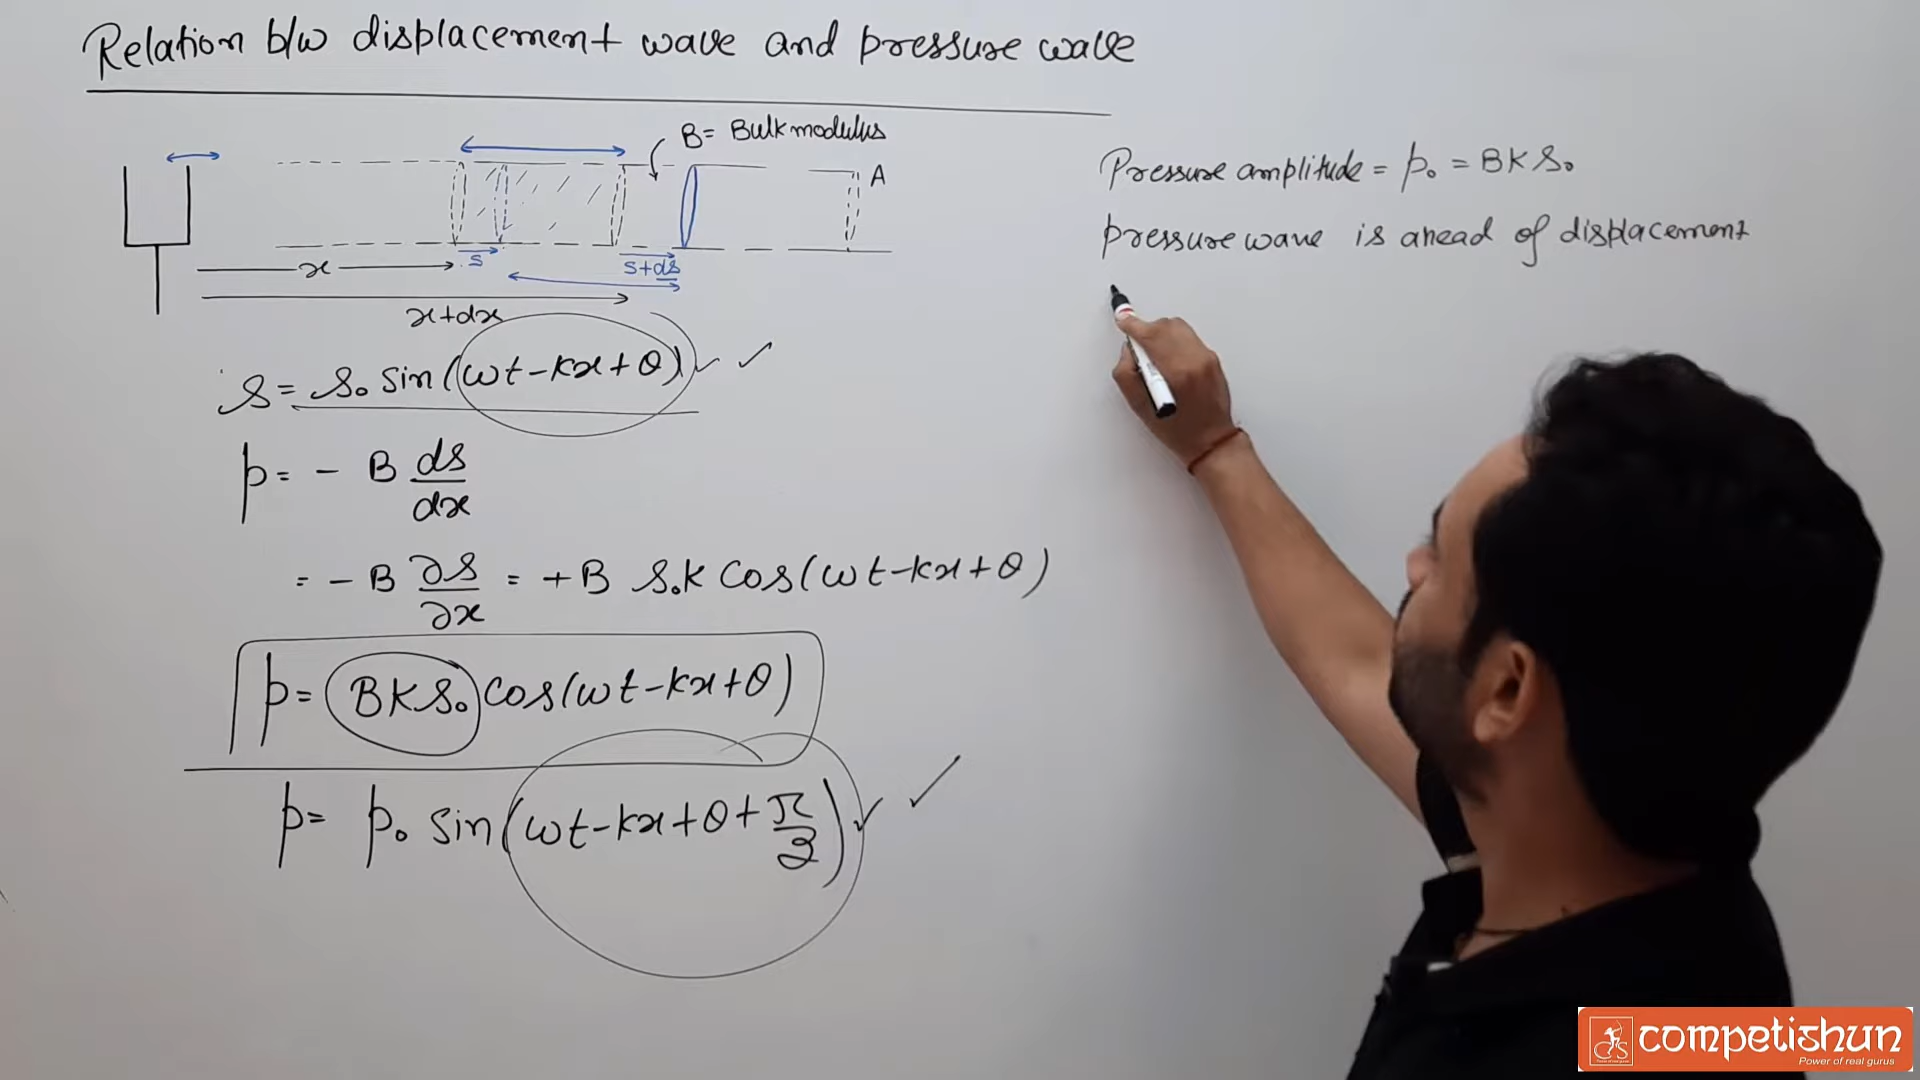 Relation b/w displacement wave and pressure wave
B = Bulk modulus
A
x
s
s+ds
x+dx
s = s₀ sin(ωt-kx+θ)
p = - B ds/dx
= - B ∂s/∂x = +B s₀k cos(ωt-kx+θ)
p = BKs₀ cos(ωt-kx+θ)
p = p₀ sin(ωt-kx+θ+π/2)
Pressure amplitude = p₀ = BKs₀
pressure wave is ahead of displacement
competishun
Power of real gurus